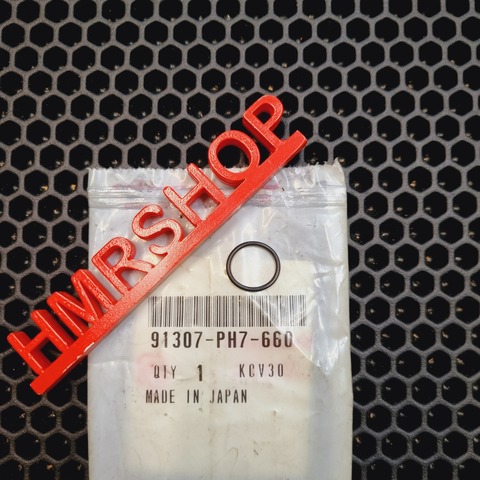 HMRSHOP
91307-PH7-660
QTY 1 KCV30
MADE IN JAPAN